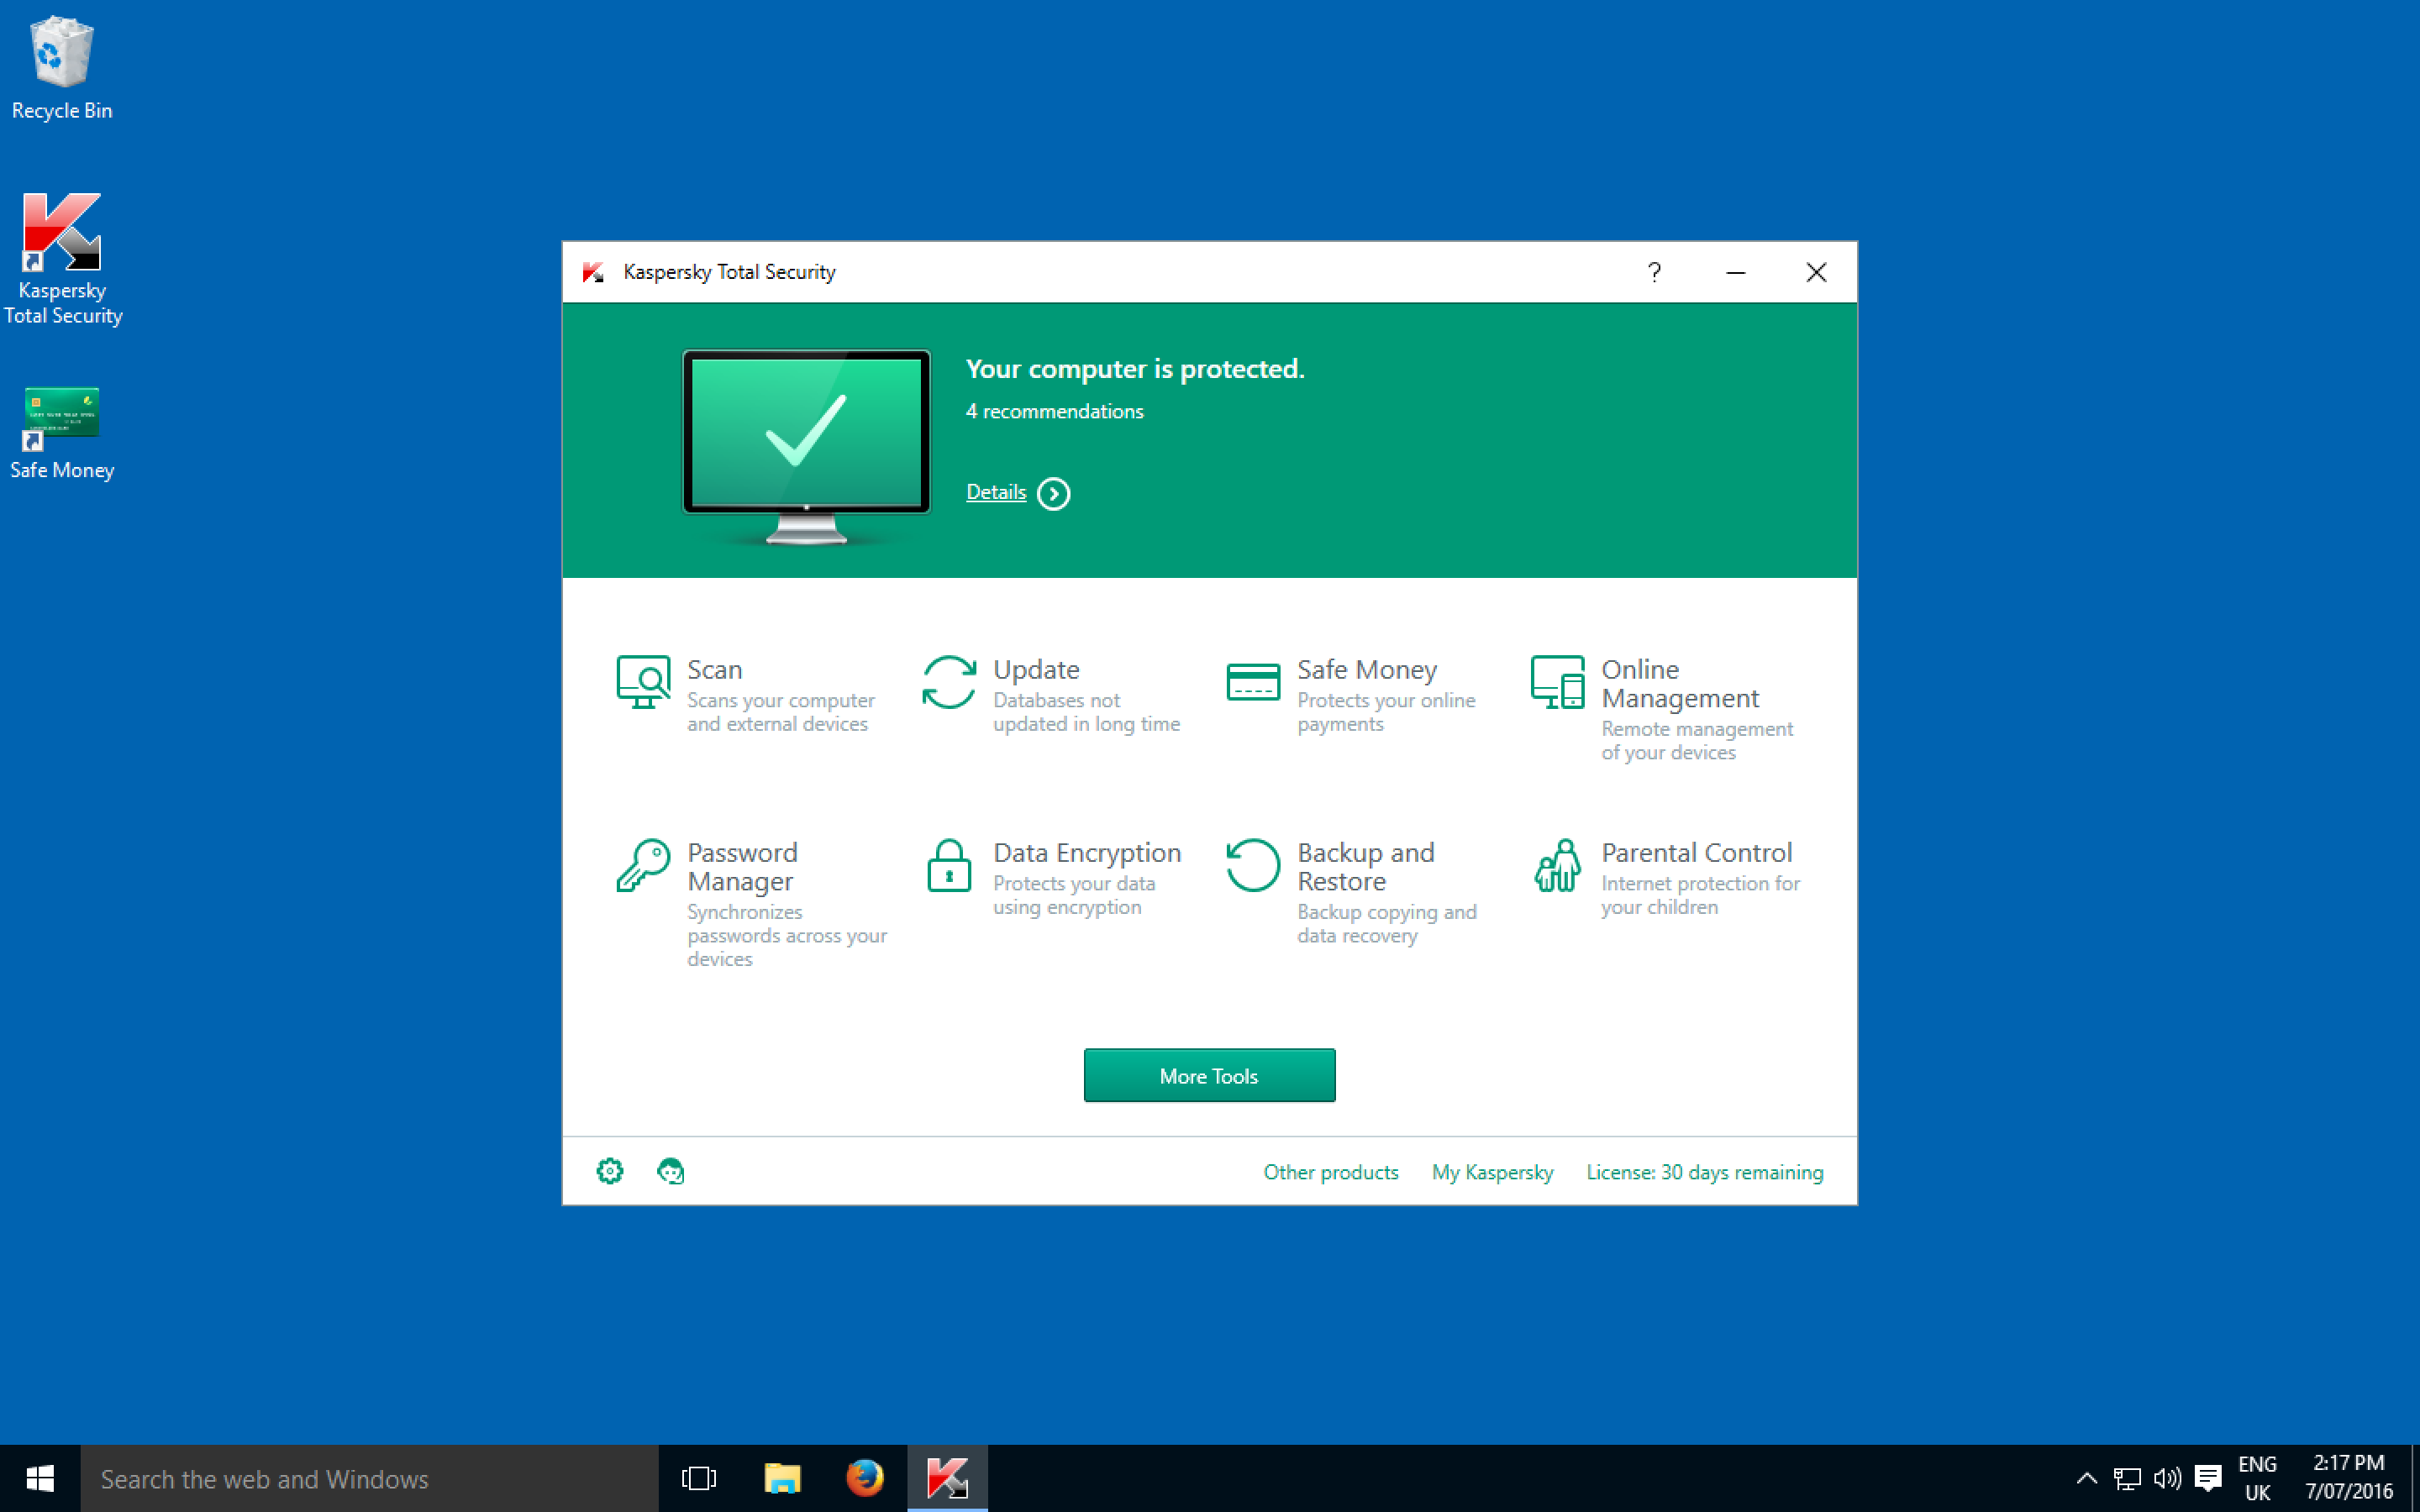 Recycle Bin
Kaspersky
Total Security
Safe Money
Kaspersky Total Security
?
Your computer is protected.
4 recommendations
Details
Scan
Scans your computer
and external devices
Update
Databases not
updated in long time
Safe Money
Protects your online
payments
Online
Management
Remote management
of your devices
Password
Manager
Synchronizes
passwords across your
devices
Data Encryption
Protects your data
using encryption
Backup and
Restore
Backup copying and
data recovery
Parental Control
Internet protection for
your children
More Tools
Other products
My Kaspersky
License: 30 days remaining
Search the web and Windows
ENG
UK
2:17 PM
7/07/2016